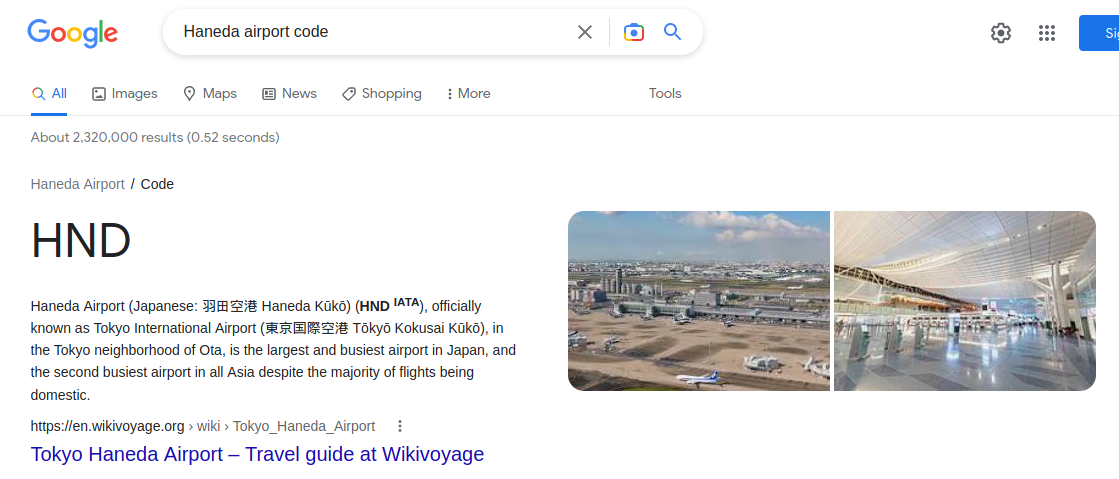 Google
Haneda airport code
Si
All Images Maps News Shopping More Tools
About 2,320,000 results (0.52 seconds)
Haneda Airport / Code
HND
Haneda Airport (Japanese: 羽田空港 Haneda Kūkō) (HND IATA), officially
known as Tokyo International Airport (東京国際空港 Tōkyō Kokusai Kūkō), in
the Tokyo neighborhood of Ota, is the largest and busiest airport in Japan, and
the second busiest airport in all Asia despite the majority of flights being
domestic.
https://en.wikivoyage.org › wiki › Tokyo_Haneda_Airport
Tokyo Haneda Airport – Travel guide at Wikivoyage